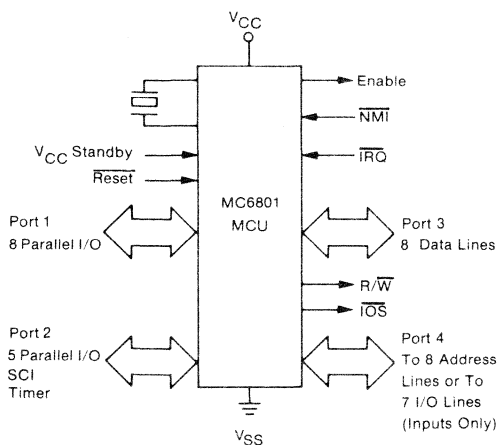 VCC
Enable
NMI
VCC Standby
IRQ
Reset
MC6801
MCU
Port 1
8 Parallel I/O
Port 3
8 Data Lines
R/W
IOS
Port 2
5 Parallel I/O
SCI
Timer
Port 4
To 8 Address
Lines or To
7 I/O Lines
(Inputs Only)
VSS